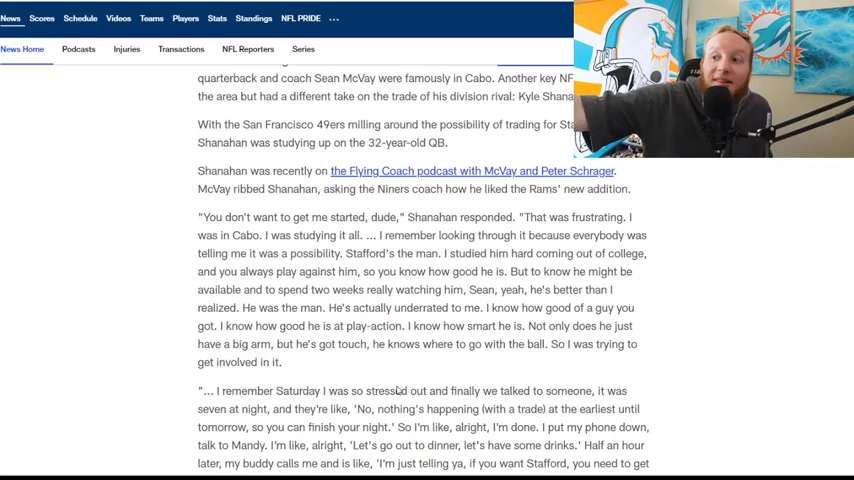 News Scores Schedule Videos Teams Players Stats Standings NFL PRIDE ...
News Home Podcasts Injuries Transactions NFL Reporters Series
quarterback and coach Sean McVay were famously in Cabo. Another key NF
the area but had a different take on the trade of his division rival: Kyle Shana
With the San Francisco 49ers milling around the possibility of trading for Sta
Shanahan was studying up on the 32-year-old QB.
Shanahan was recently on the Flying Coach podcast with McVay and Peter Schrager.
McVay ribbed Shanahan, asking the Niners coach how he liked the Rams' new addition.
"You don't want to get me started, dude," Shanahan responded. "That was frustrating. I
was in Cabo. I was studying it all. ... I remember looking through it because everybody was
telling me it was a possibility. Stafford's the man. I studied him hard coming out of college,
and you always play against him, so you know how good he is. But to know he might be
available and to spend two weeks really watching him, Sean, yeah, he's better than I
realized. He was the man. He's actually underrated to me. I know how good of a guy you
got. I know how good he is at play-action. I know how smart he is. Not only does he just
have a big arm, but he's got touch, he knows where to go with the ball. So I was trying to
get involved in it.
"... I remember Saturday I was so stressed out and finally we talked to someone, it was
seven at night, and they're like, 'No, nothing's happening (with a trade) at the earliest until
tomorrow, so you can finish your night.' So I'm like, alright, I'm done. I put my phone down,
talk to Mandy. I'm like, alright, 'Let's go out to dinner, let's have some drinks.' Half an hour
later, my buddy calls me and is like, 'I'm just telling ya, if you want Stafford, you need to get